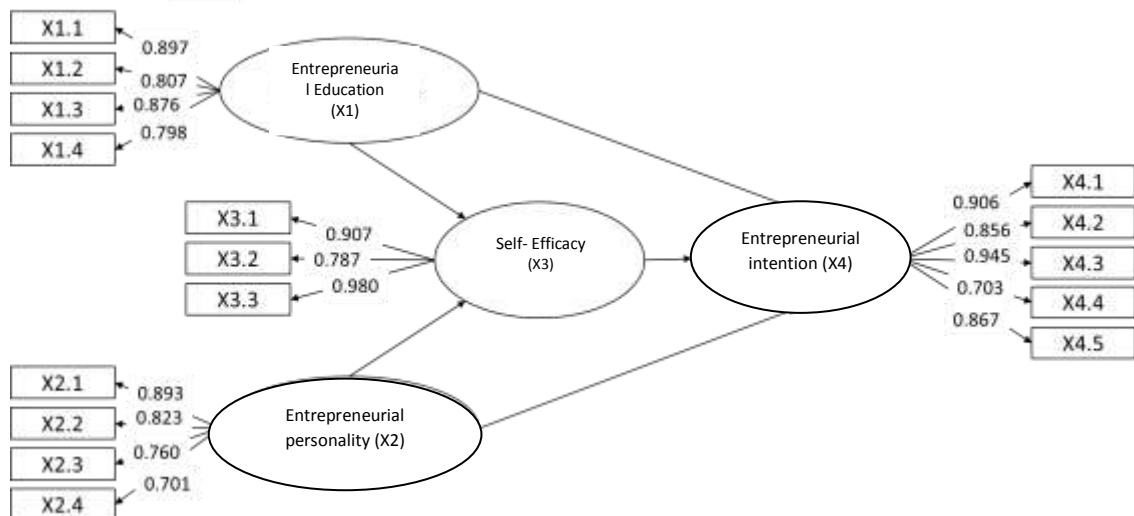 X1.1
0.897
X1.2
0.807
X1.3
0.876
X1.4
0.798
Entrepreneuria
l Education
(X1)
X3.1
0.907
X3.2
0.787
X3.3
0.980
Self- Efficacy
(X3)
Entrepreneurial
intention (X4)
X4.1
0.906
X4.2
0.856
X4.3
0.945
X4.4
0.703
X4.5
0.867
X2.1
0.893
X2.2
0.823
X2.3
0.760
X2.4
0.701
Entrepreneurial
personality (X2)